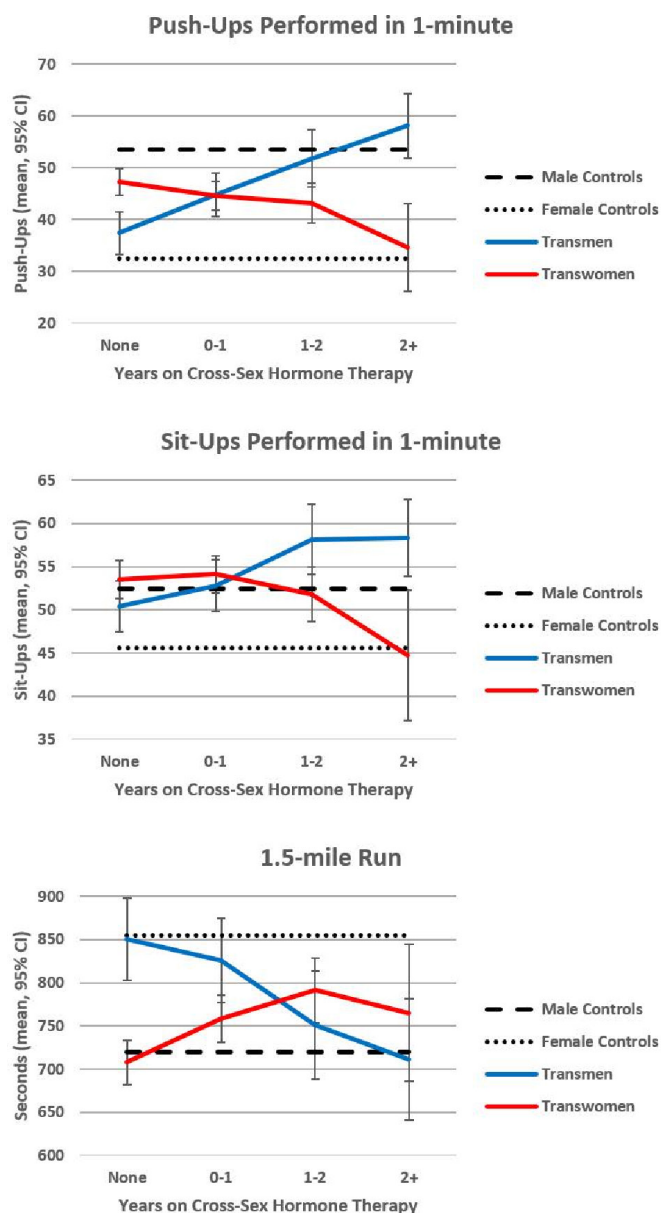 Push-Ups Performed in 1-minute
Push-Ups (mean, 95% CI)
70
60
50
40
30
20
None 0-1 1-2 2+
Years on Cross-Sex Hormone Therapy
Male Controls
Female Controls
Transmen
Transwomen
Sit-Ups Performed in 1-minute
Sit-Ups (mean, 95% CI)
65
60
55
50
45
40
35
None 0-1 1-2 2+
Years on Cross-Sex Hormone Therapy
Male Controls
Female Controls
Transmen
Transwomen
1.5-mile Run
Seconds (mean, 95% CI)
900
850
800
750
700
650
600
None 0-1 1-2 2+
Years on Cross-Sex Hormone Therapy
Male Controls
Female Controls
Transmen
Transwomen